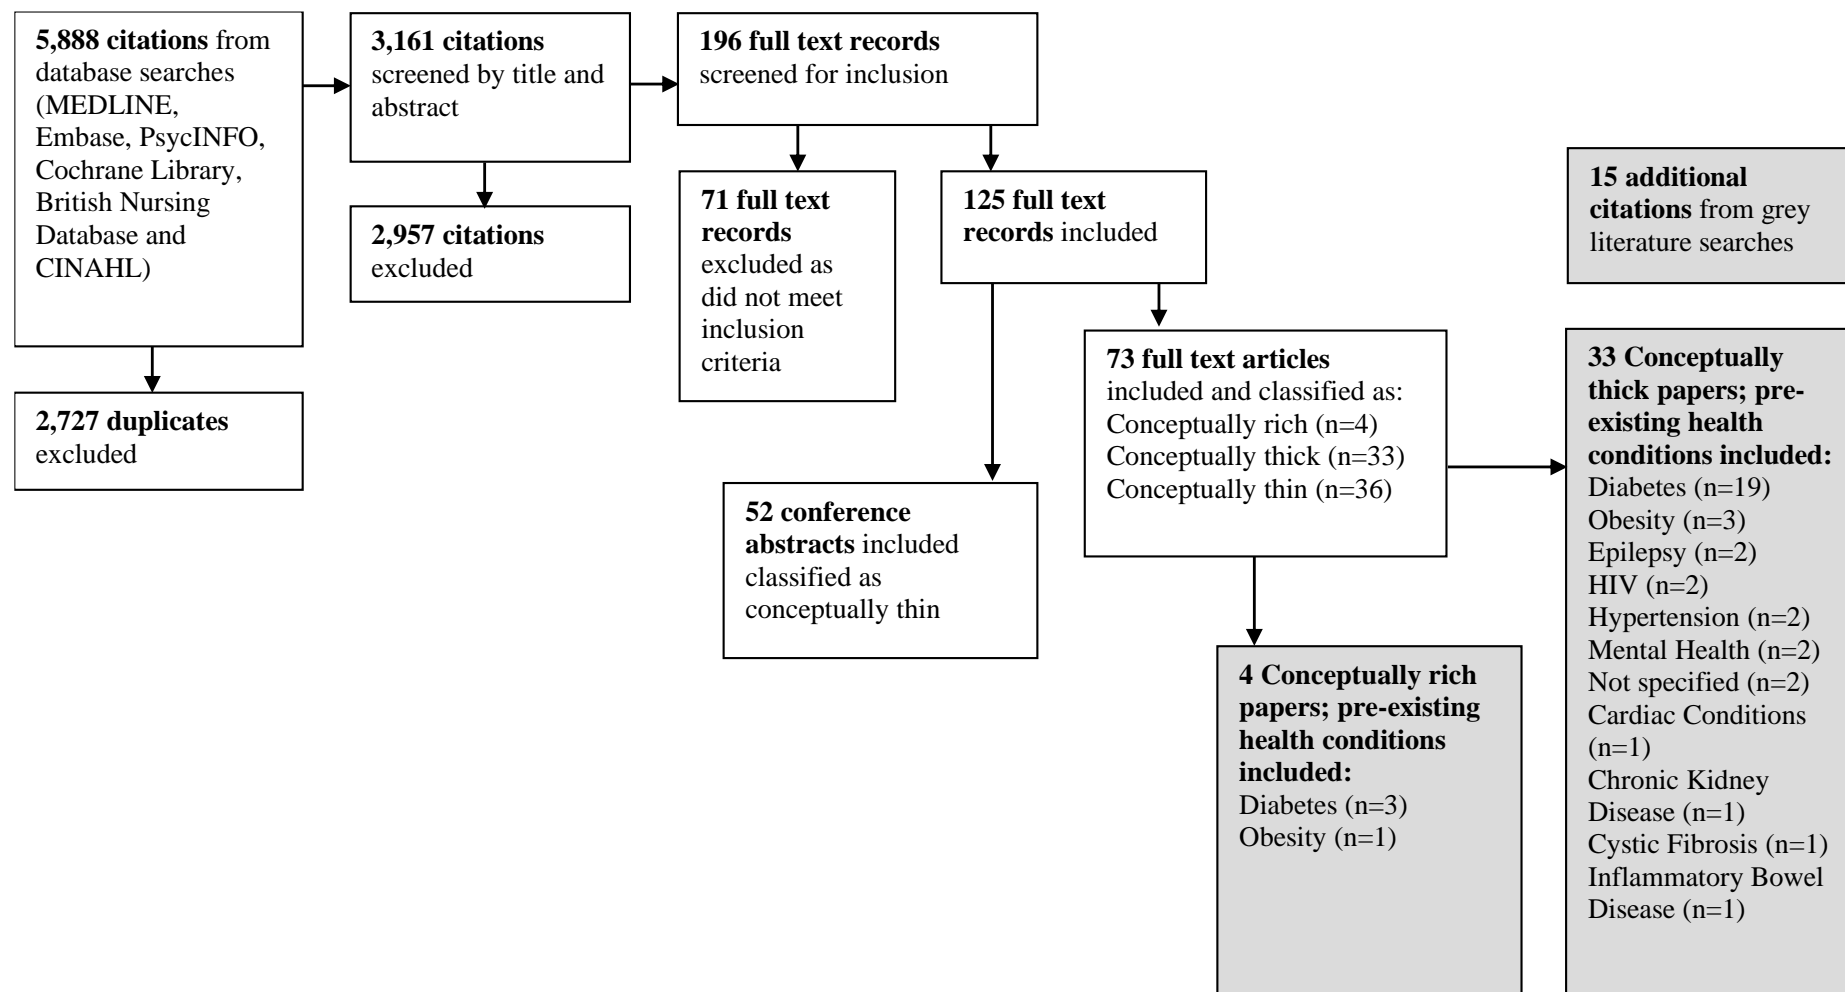 5,888 citations from
database searches
(MEDLINE,
Embase, PsycINFO,
Cochrane Library,
British Nursing
Database and
CINAHL)
2,727 duplicates
excluded
3,161 citations
screened by title and
abstract
2,957 citations
excluded
196 full text records
screened for inclusion
71 full text
records
excluded as
did not meet
inclusion
criteria
125 full text
records included
52 conference
abstracts included
classified as
conceptually thin
73 full text articles
included and classified as:
Conceptually rich (n=4)
Conceptually thick (n=33)
Conceptually thin (n=36)
4 Conceptually rich
papers; pre-existing
health conditions
included:
Diabetes (n=3)
Obesity (n=1)
15 additional
citations from grey
literature searches
33 Conceptually
thick papers; pre-
existing health
conditions included:
Diabetes (n=19)
Obesity (n=3)
Epilepsy (n=2)
HIV (n=2)
Hypertension (n=2)
Mental Health (n=2)
Not specified (n=2)
Cardiac Conditions
(n=1)
Chronic Kidney
Disease (n=1)
Cystic Fibrosis (n=1)
Inflammatory Bowel
Disease (n=1)